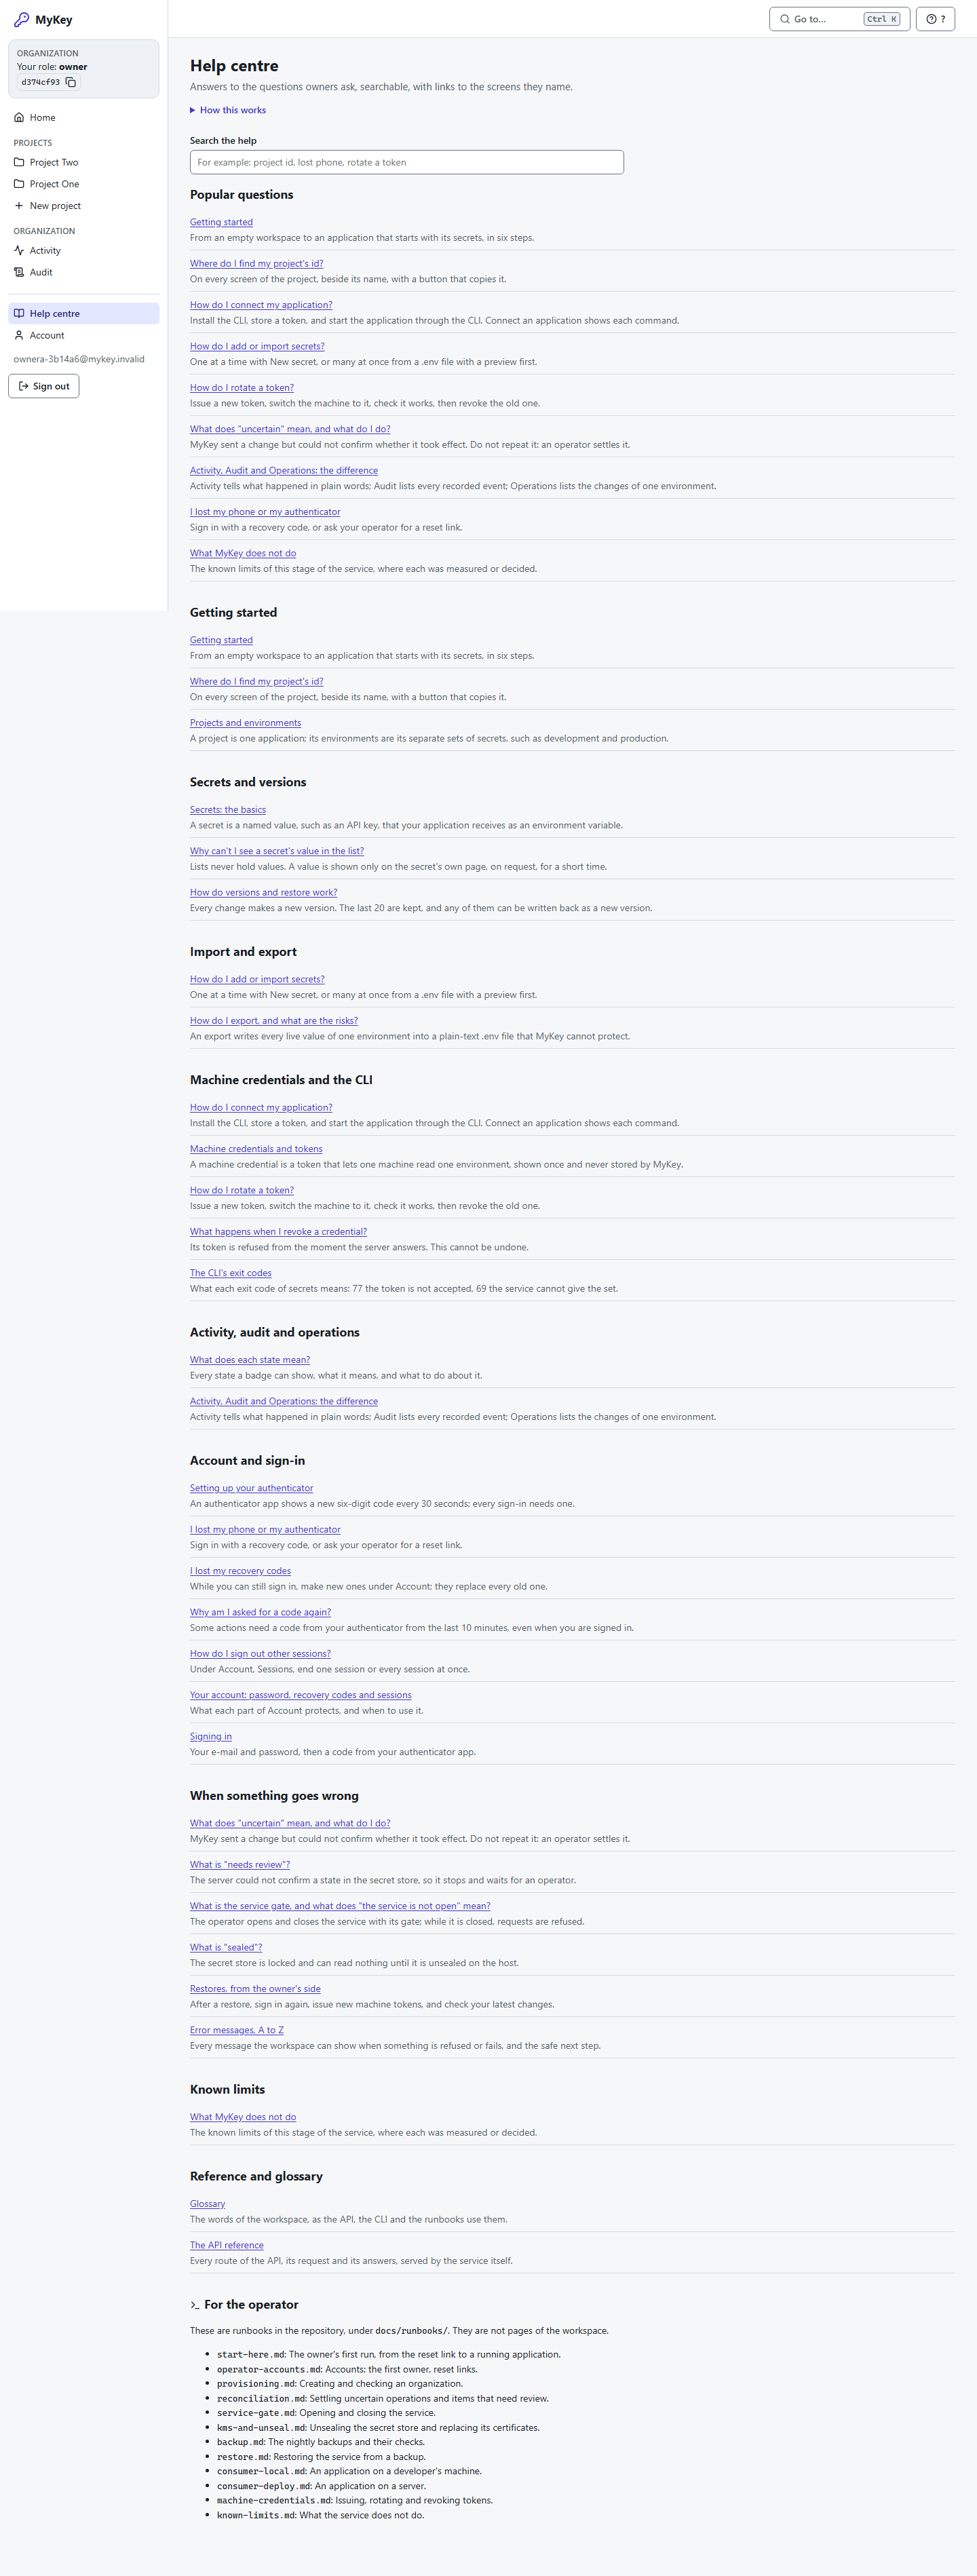 MyKey
Go to...
Ctrl K
?
ORGANIZATION
Your role: owner
d374cf93
Home
PROJECTS
Project Two
Project One
New project
ORGANIZATION
Activity
Audit
Help centre
Account
ownera-3b14a6@mykey.invalid
Sign out
Help centre
Answers to the questions owners ask, searchable, with links to the screens they name.
How this works
Search the help
For example: project id, lost phone, rotate a token
Popular questions
Getting started
From an empty workspace to an application that starts with its secrets, in six steps.
Where do I find my project's id?
On every screen of the project, beside its name, with a button that copies it.
How do I connect my application?
Install the CLI, store a token, and start the application through the CLI. Connect an application shows each command.
How do I add or import secrets?
One at a time with New secret, or many at once from a .env file with a preview first.
How do I rotate a token?
Issue a new token, switch the machine to it, check it works, then revoke the old one.
What does "uncertain" mean, and what do I do?
MyKey sent a change but could not confirm whether it took effect. Do not repeat it: an operator settles it.
Activity, Audit and Operations: the difference
Activity tells what happened in plain words; Audit lists every recorded event; Operations lists the changes of one environment.
I lost my phone or my authenticator
Sign in with a recovery code, or ask your operator for a reset link.
What MyKey does not do
The known limits of this stage of the service, where each was measured or decided.
Getting started
Getting started
From an empty workspace to an application that starts with its secrets, in six steps.
Where do I find my project's id?
On every screen of the project, beside its name, with a button that copies it.
Projects and environments
A project is one application; its environments are its separate sets of secrets, such as development and production.
Secrets and versions
Secrets: the basics
A secret is a named value, such as an API key, that your application receives as an environment variable.
Why can't I see a secret's value in the list?
Lists never hold values. A value is shown only on the secret's own page, on request, for a short time.
How do versions and restore work?
Every change makes a new version. The last 20 are kept, and any of them can be written back as a new version.
Import and export
How do I add or import secrets?
One at a time with New secret, or many at once from a .env file with a preview first.
How do I export, and what are the risks?
An export writes every live value of one environment into a plain-text .env file that MyKey cannot protect.
Machine credentials and the CLI
How do I connect my application?
Install the CLI, store a token, and start the application through the CLI. Connect an application shows each command.
Machine credentials and tokens
A machine credential is a token that lets one machine read one environment, shown once and never stored by MyKey.
How do I rotate a token?
Issue a new token, switch the machine to it, check it works, then revoke the old one.
What happens when I revoke a credential?
Its token is refused from the moment the server answers. This cannot be undone.
The CLI's exit codes
What each exit code of secrets means: 77 the token is not accepted, 69 the service cannot give the set.
Activity, audit and operations
What does each state mean?
Every state a badge can show, what it means, and what to do about it.
Activity, Audit and Operations: the difference
Activity tells what happened in plain words; Audit lists every recorded event; Operations lists the changes of one environment.
Account and sign-in
Setting up your authenticator
An authenticator app shows a new six-digit code every 30 seconds; every sign-in needs one.
I lost my phone or my authenticator
Sign in with a recovery code, or ask your operator for a reset link.
I lost my recovery codes
While you can still sign in, make new ones under Account; they replace every old one.
Why am I asked for a code again?
Some actions need a code from your authenticator from the last 10 minutes, even when you are signed in.
How do I sign out other sessions?
Under Account, Sessions, end one session or every session at once.
Your account: password, recovery codes and sessions
What each part of Account protects, and when to use it.
Signing in
Your e-mail and password, then a code from your authenticator app.
When something goes wrong
What does "uncertain" mean, and what do I do?
MyKey sent a change but could not confirm whether it took effect. Do not repeat it: an operator settles it.
What is "needs review"?
The server could not confirm a state in the secret store, so it stops and waits for an operator.
What is the service gate, and what does "the service is not open" mean?
The operator opens and closes the service with its gate; while it is closed, requests are refused.
What is "sealed"?
The secret store is locked and can read nothing until it is unsealed on the host.
Restores, from the owner's side
After a restore, sign in again, issue new machine tokens, and check your latest changes.
Error messages, A to Z
Every message the workspace can show when something is refused or fails, and the safe next step.
Known limits
What MyKey does not do
The known limits of this stage of the service, where each was measured or decided.
Reference and glossary
Glossary
The words of the workspace, as the API, the CLI and the runbooks use them.
The API reference
Every route of the API, its request and its answers, served by the service itself.
For the operator
These are runbooks in the repository, under docs/runbooks/. They are not pages of the workspace.
start-here.md: The owner's first run, from the reset link to a running application.
operator-accounts.md: Accounts: the first owner, reset links.
provisioning.md: Creating and checking an organization.
reconciliation.md: Settling uncertain operations and items that need review.
service-gate.md: Opening and closing the service.
kms-and-unseal.md: Unsealing the secret store and replacing its certificates.
backup.md: The nightly backups and their checks.
restore.md: Restoring the service from a backup.
consumer-local.md: An application on a developer's machine.
consumer-deploy.md: An application on a server.
machine-credentials.md: Issuing, rotating and revoking tokens.
known-limits.md: What the service does not do.